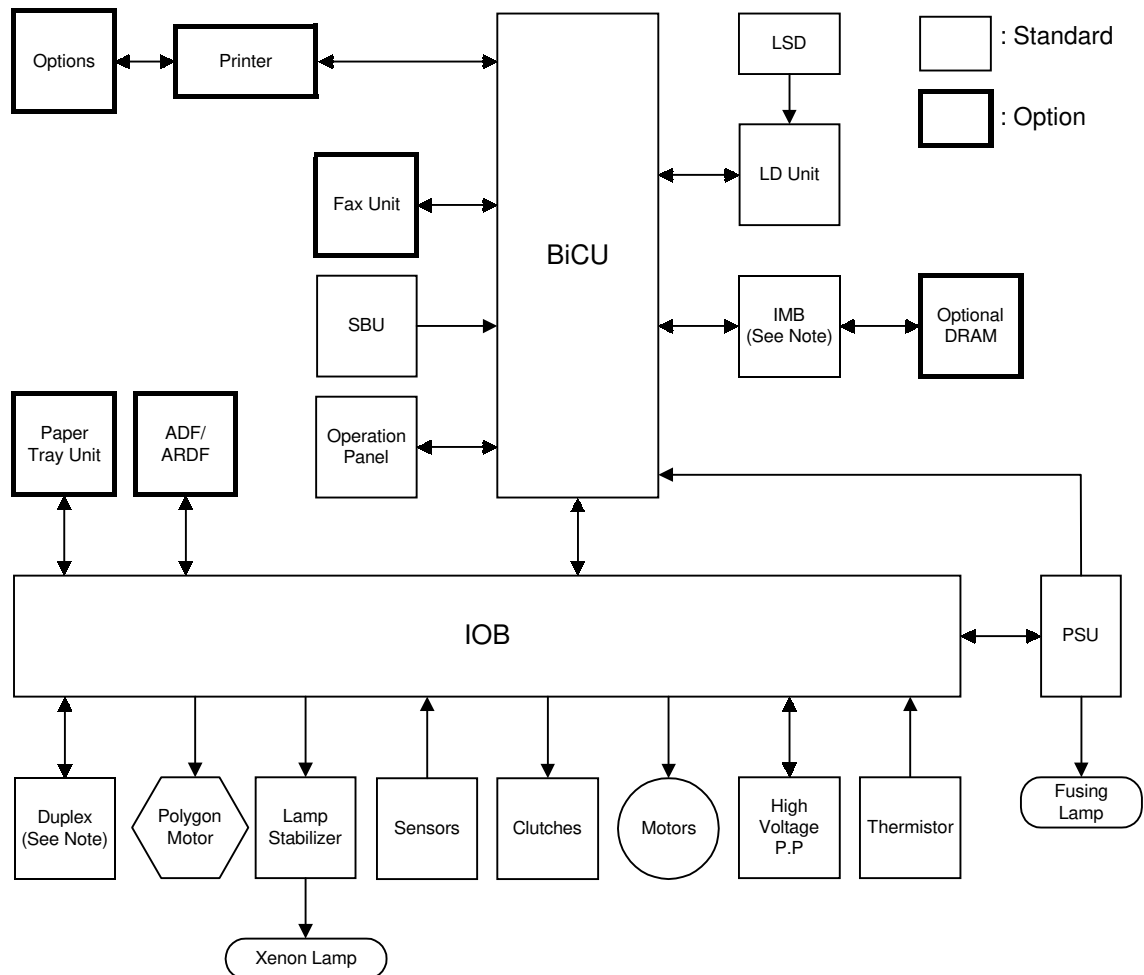 Options
Printer
LSD
: Standard
: Option
LD Unit
Fax Unit
BiCU
SBU
IMB
(See Note)
Optional
DRAM
Paper
Tray Unit
ADF/
ARDF
Operation
Panel
IOB
PSU
Duplex
(See Note)
Polygon
Motor
Lamp
Stabilizer
Sensors
Clutches
Motors
High
Voltage
P.P
Thermistor
Fusing
Lamp
Xenon Lamp